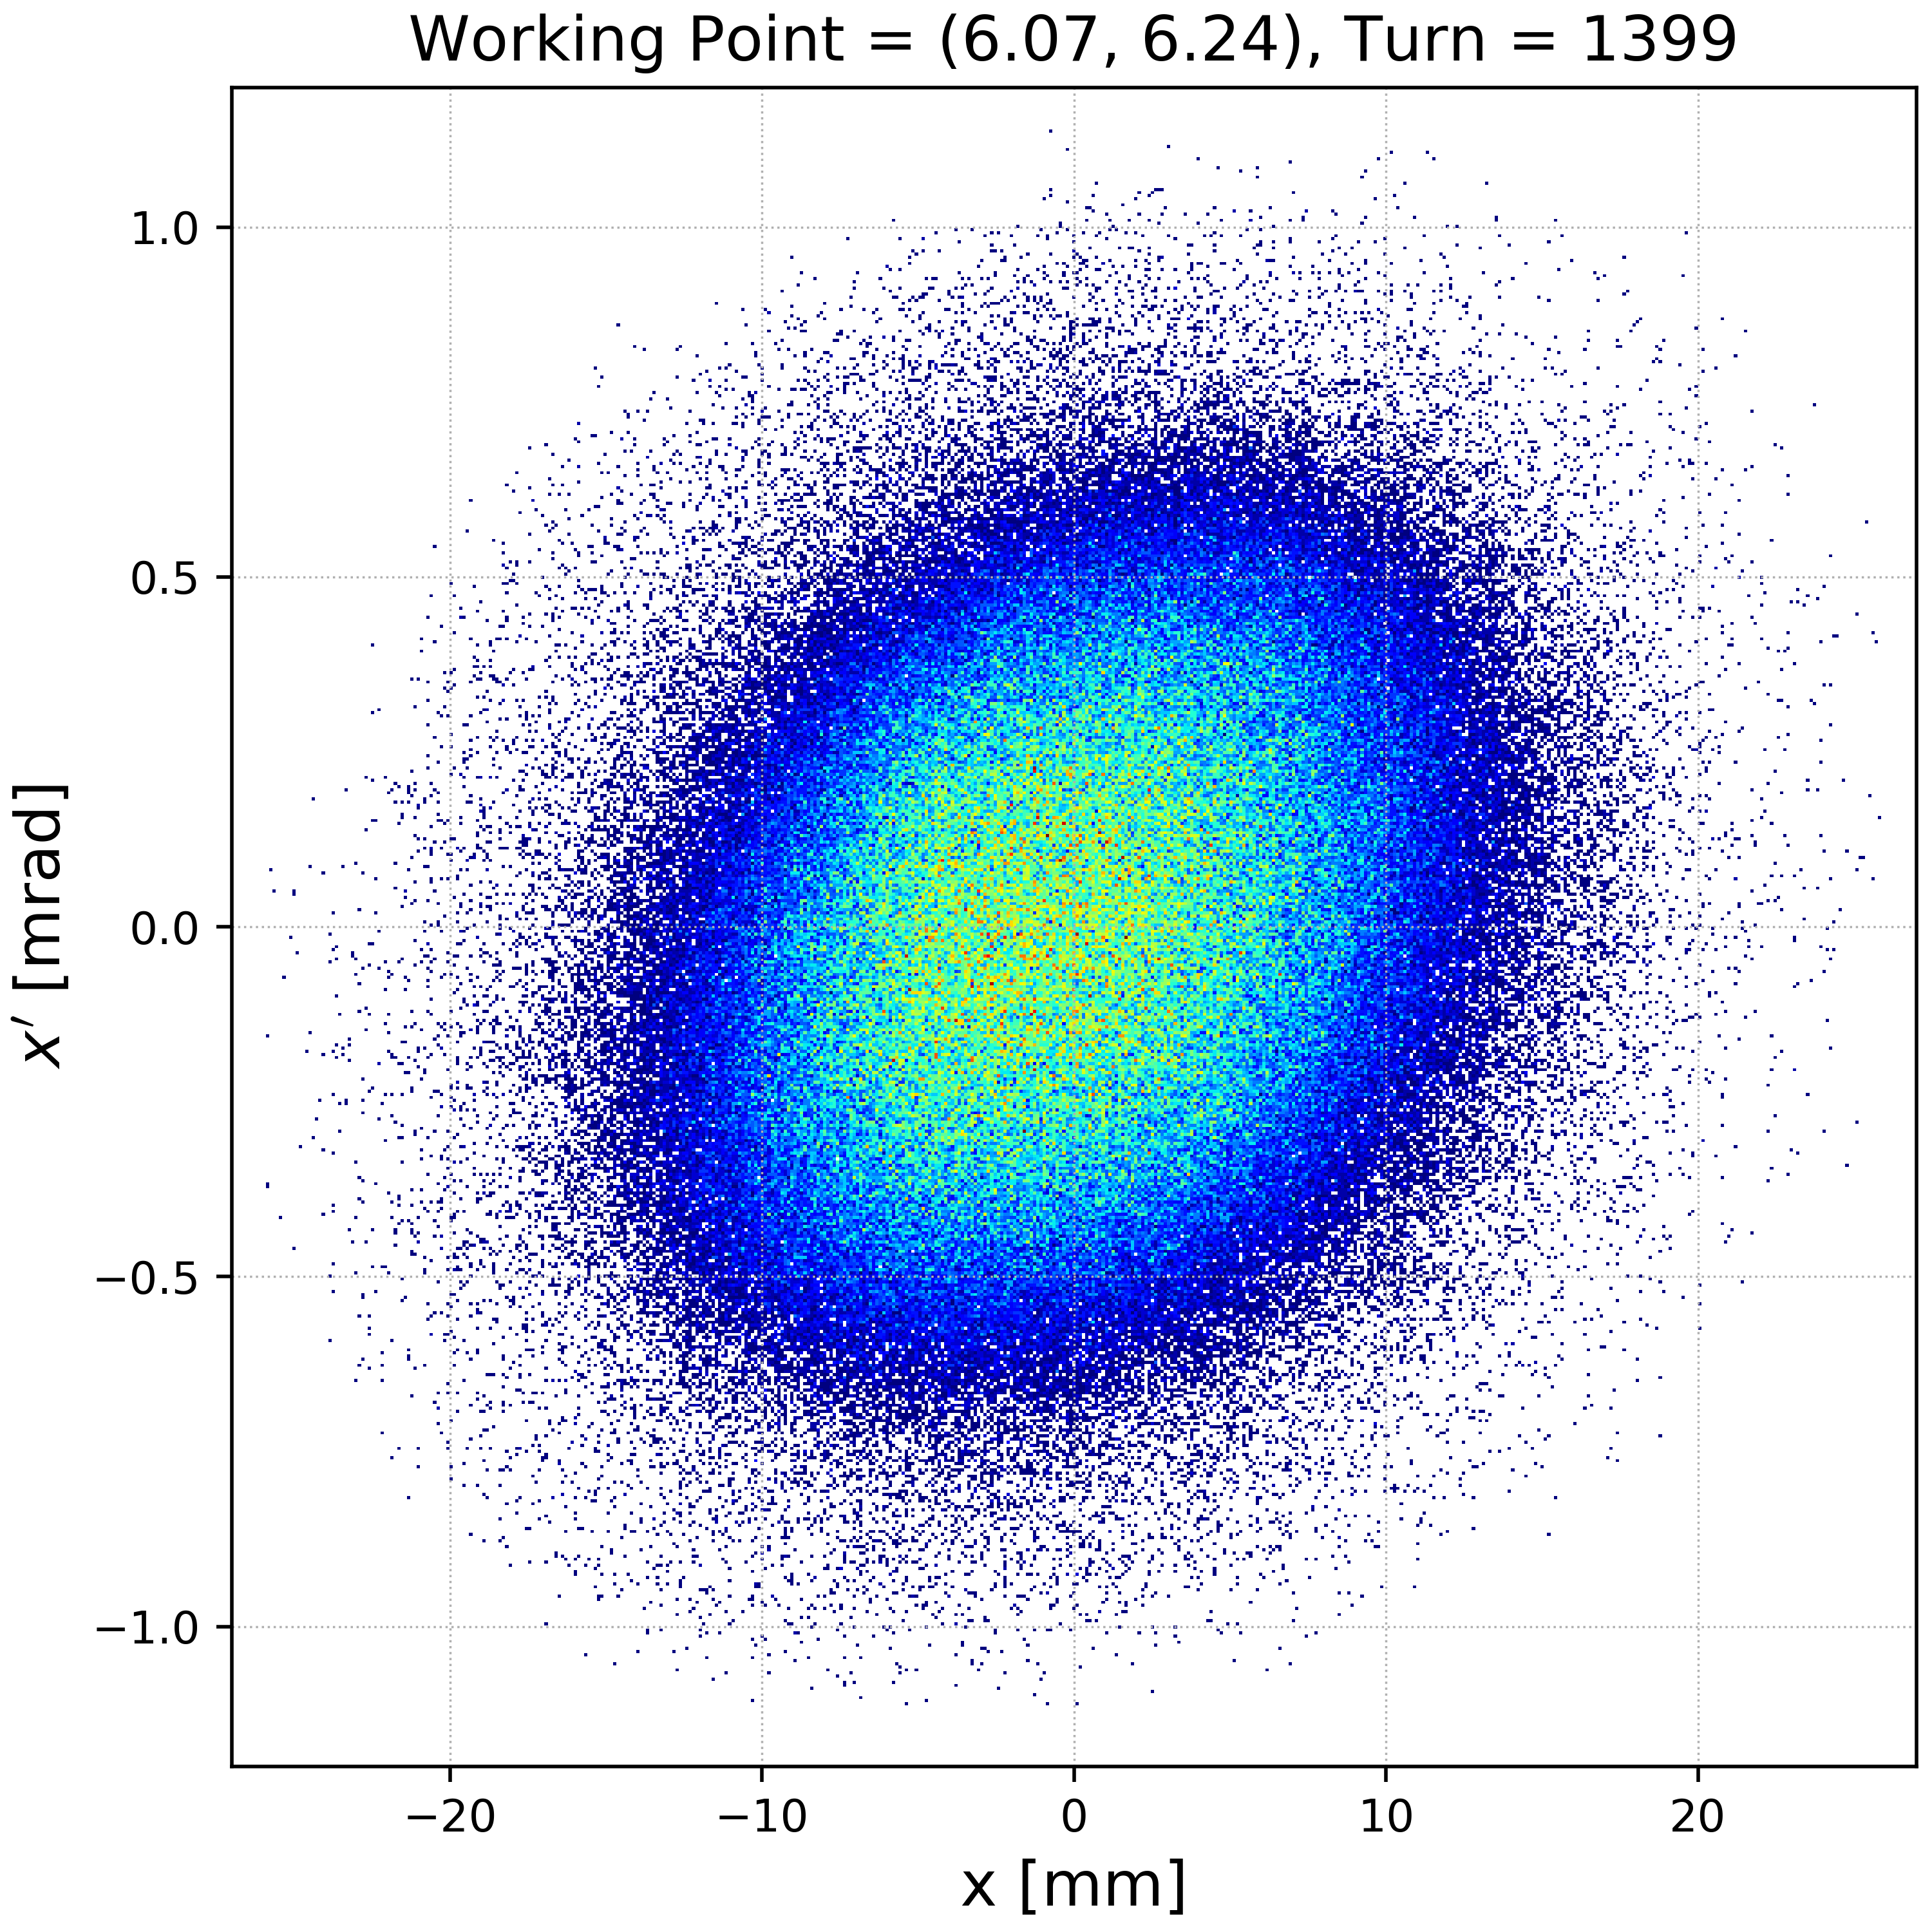 Working Point = (6.07, 6.24), Turn = 1399
1.0
0.5
0.0
−0.5
−1.0
x′ [mrad]
−20 −10 0 10 20
x [mm]